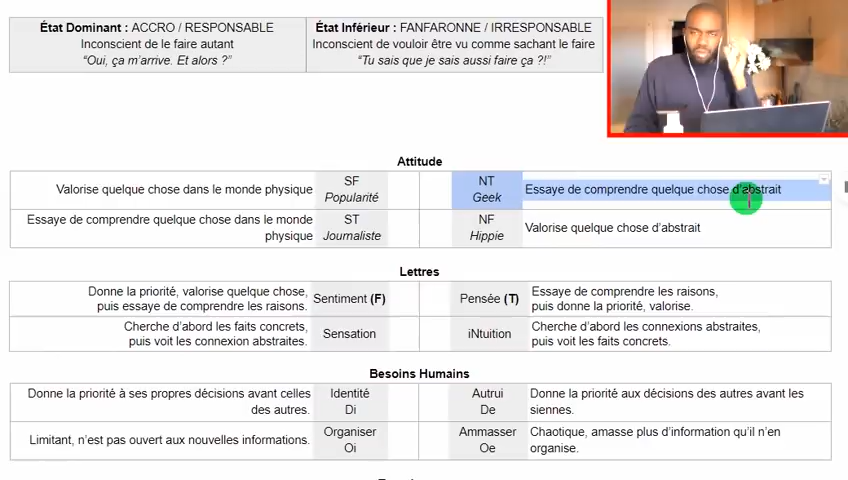 État Dominant : ACCRO / RESPONSABLE
Inconscient de le faire autant
“Oui, ça m’arrive. Et alors ?”
État Inférieur : FANFARONNE / IRRESPONSABLE
Inconscient de vouloir être vu comme sachant le faire
“Tu sais que je sais aussi faire ça ?!”
Attitude
Valorise quelque chose dans le monde physique
SF
Popularité
NT
Geek
Essaye de comprendre quelque chose d’abstrait
Essaye de comprendre quelque chose dans le monde
physique
ST
Journaliste
NF
Hippie
Valorise quelque chose d’abstrait
Lettres
Donne la priorité, valorise quelque chose,
puis essaye de comprendre les raisons.
Sentiment (F)
Pensée (T)
Essaye de comprendre les raisons,
puis donne la priorité, valorise.
Cherche d’abord les faits concrets,
puis voit les connexion abstraites.
Sensation
iNtuition
Cherche d’abord les connexions abstraites,
puis voit les faits concrets.
Besoins Humains
Donne la priorité à ses propres décisions avant celles
des autres.
Identité
Di
Autrui
De
Donne la priorité aux décisions des autres avant les
siennes.
Limitant, n’est pas ouvert aux nouvelles informations.
Organiser
Oi
Ammasser
Oe
Chaotique, amasse plus d’information qu’il n’en
organise.